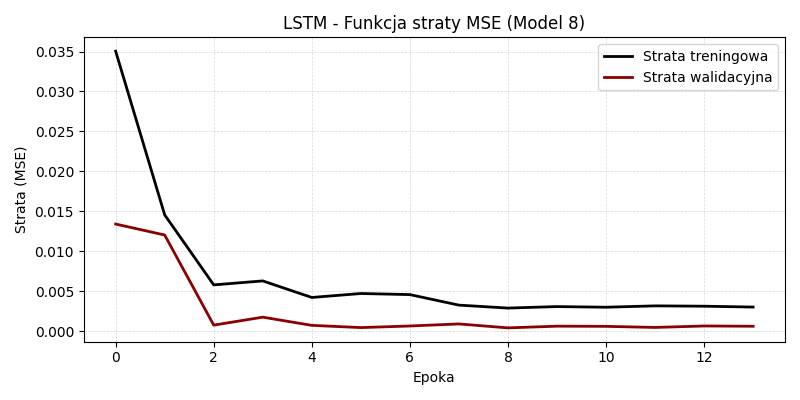 LSTM - Funkcja straty MSE (Model 8)
Strata treningowa
Strata walidacyjna
Strata (MSE)
0.035
0.030
0.025
0.020
0.015
0.010
0.005
0.000
0 2 4 6 8 10 12
Epoka